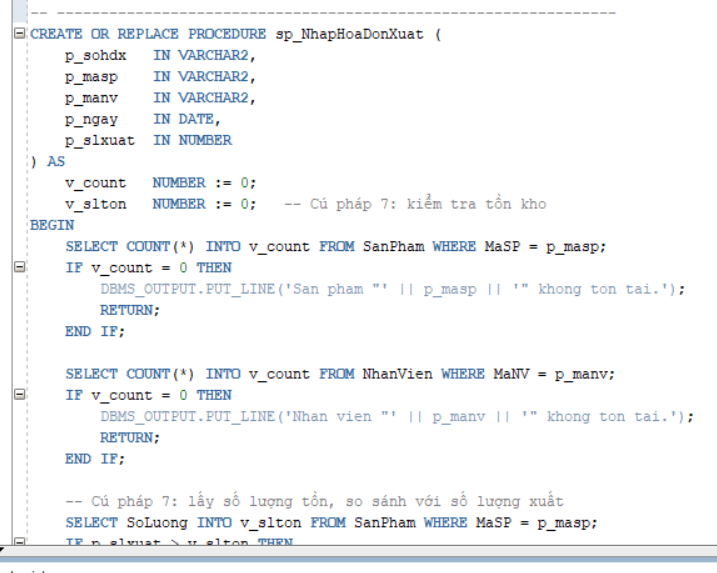 -- ----------------------------------------------------------------
CREATE OR REPLACE PROCEDURE sp_NhapHoaDonXuat (
    p_sohdx   IN VARCHAR2,
    p_masp    IN VARCHAR2,
    p_manv    IN VARCHAR2,
    p_ngay    IN DATE,
    p_slxuat  IN NUMBER
) AS
    v_count   NUMBER := 0;
    v_slton   NUMBER := 0;   -- Cú pháp 7: kiểm tra tồn kho
BEGIN
    SELECT COUNT(*) INTO v_count FROM SanPham WHERE MaSP = p_masp;
    IF v_count = 0 THEN
        DBMS_OUTPUT.PUT_LINE('San pham "' || p_masp || '" khong ton tai.');
        RETURN;
    END IF;

    SELECT COUNT(*) INTO v_count FROM NhanVien WHERE MaNV = p_manv;
    IF v_count = 0 THEN
        DBMS_OUTPUT.PUT_LINE('Nhan vien "' || p_manv || '" khong ton tai.');
        RETURN;
    END IF;

    -- Cú pháp 7: lấy số lượng tồn, so sánh với số lượng xuất
    SELECT SoLuong INTO v_slton FROM SanPham WHERE MaSP = p_masp;
    IF p_slxuat > v_slton THEN